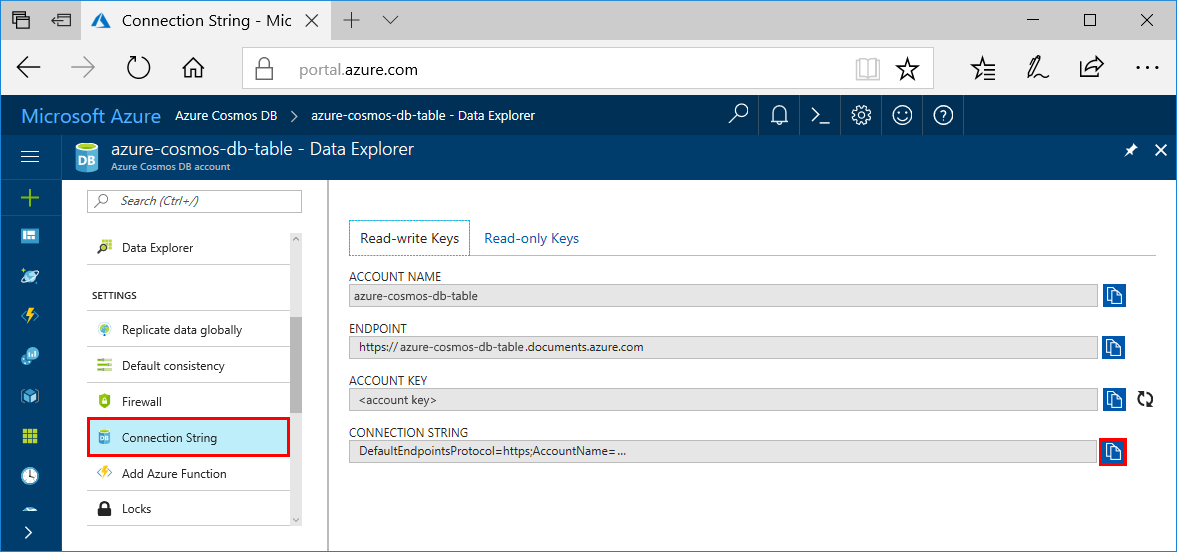 Connection String - Mic
portal.azure.com
Microsoft Azure Azure Cosmos DB > azure-cosmos-db-table - Data Explorer
azure-cosmos-db-table - Data Explorer
Azure Cosmos DB account
Search (Ctrl+/)
Data Explorer
SETTINGS
Replicate data globally
Default consistency
Firewall
Connection String
Add Azure Function
Locks
Read-write Keys Read-only Keys
ACCOUNT NAME
azure-cosmos-db-table
ENDPOINT
https://azure-cosmos-db-table.documents.azure.com
ACCOUNT KEY
<account key>
CONNECTION STRING
DefaultEndpointsProtocol=https;AccountName=...